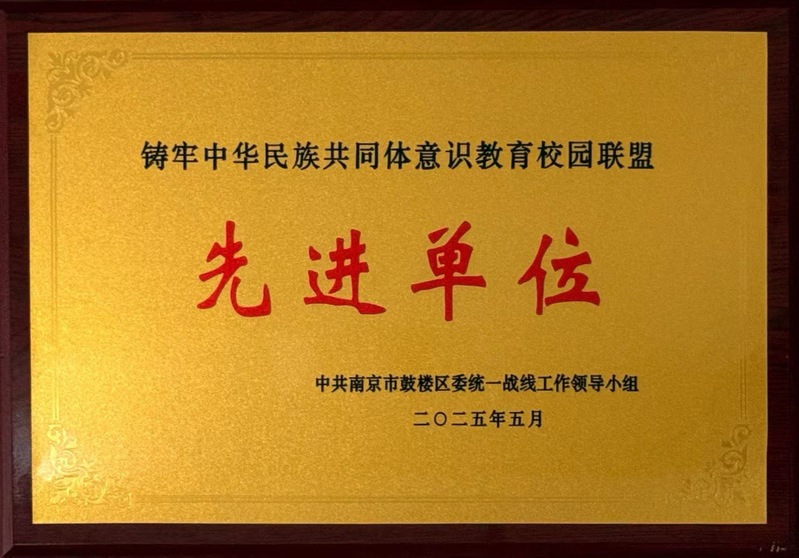 铸牢中华民族共同体意识教育校园联盟
先进单位
中共南京市鼓楼区委统一战线工作领导小组
二〇二五年五月